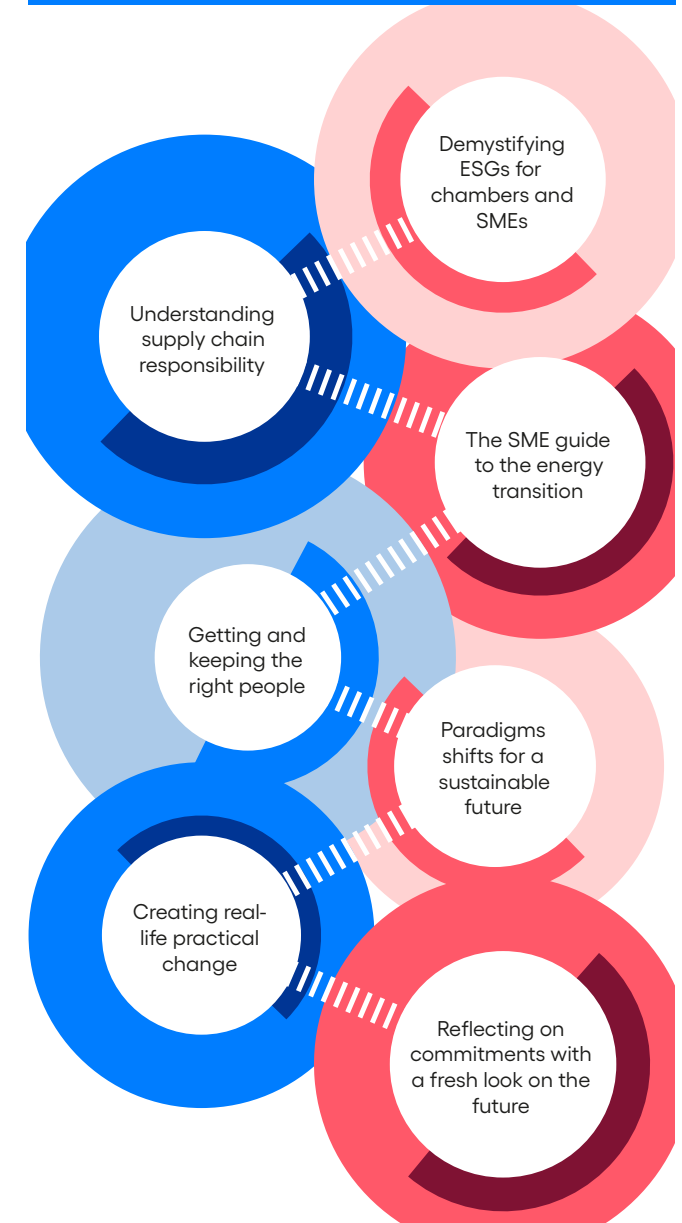 Demystifying
ESGs for
chambers and
SMEs
Understanding
supply chain
responsibility
The SME guide
to the energy
transition
Getting and
keeping the
right people
Paradigms
shifts for a
sustainable
future
Creating real-
life practical
change
Reflecting on
commitments with
a fresh look on the
future